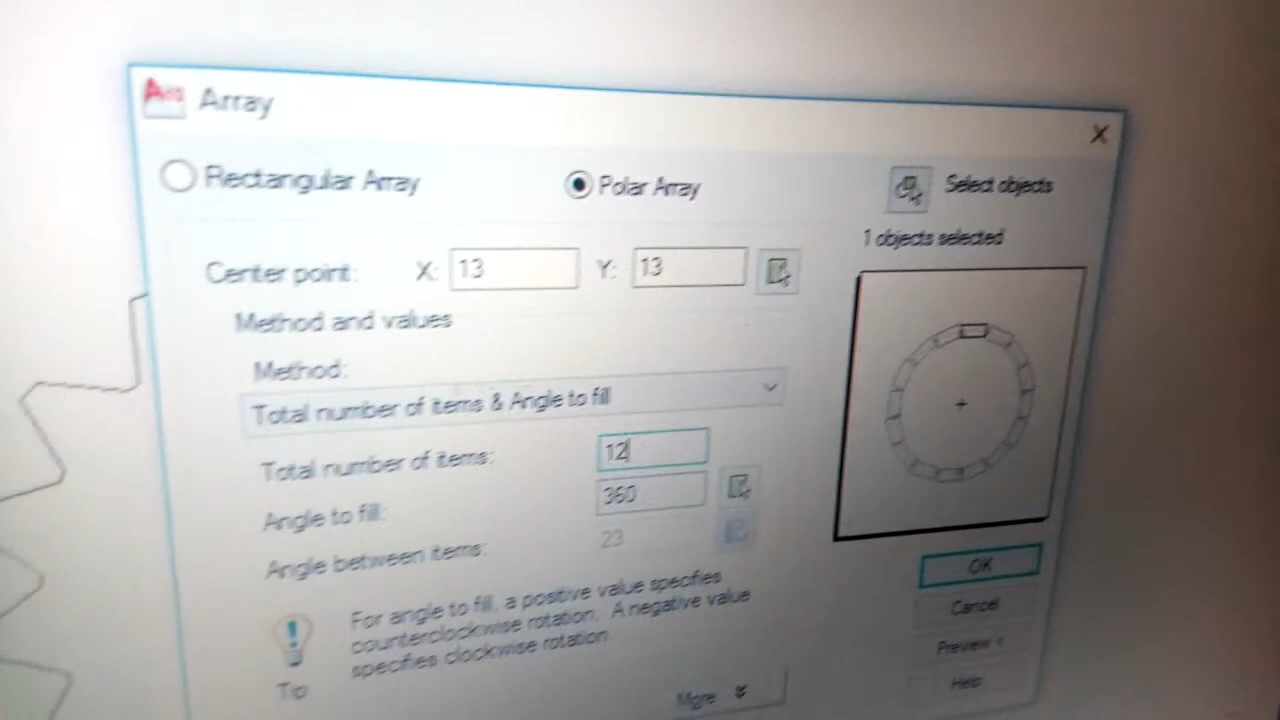 Array
Rectangular Array
Polar Array
Select objects
1 objects selected
Center point: X: 13 Y: 13
Method and values
Method:
Total number of items & Angle to fill
Total number of items: 12
Angle to fill: 360
Angle between items: 23
For angle to fill, a positive value specifies
counterclockwise rotation. A negative value
specifies clockwise rotation.
Tip
OK
Cancel
Preview <
Help
More